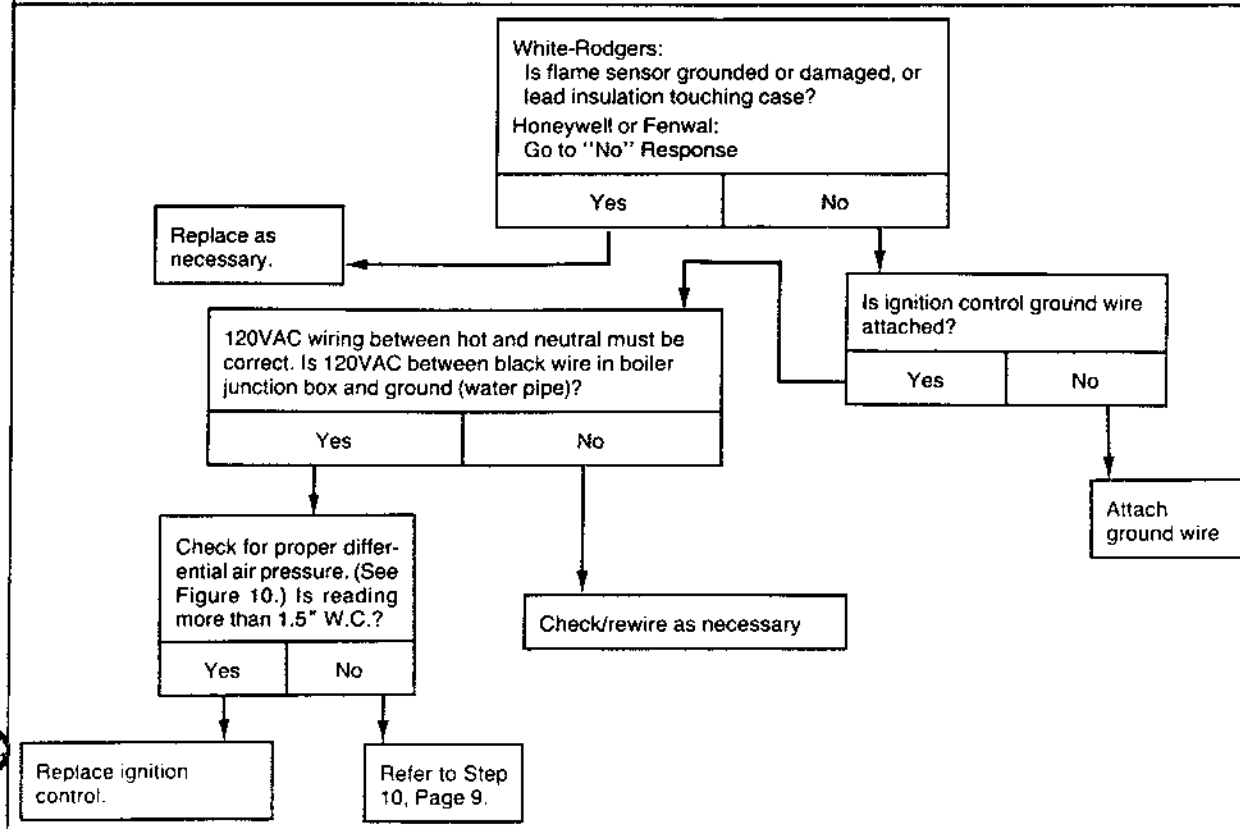 White-Rodgers:
Is flame sensor grounded or damaged, or
lead insulation touching case?
Honeywell or Fenwal:
Go to "No" Response
Yes
No
Replace as
necessary.
Is ignition control ground wire
attached?
Yes
No
120VAC wiring between hot and neutral must be
correct. Is 120VAC between black wire in boiler
junction box and ground (water pipe)?
Yes
No
Attach
ground wire
Check for proper differ-
ential air pressure. (See
Figure 10.) Is reading
more than 1.5" W.C.?
Yes
No
Check/rewire as necessary
Replace ignition
control.
Refer to Step
10, Page 9.